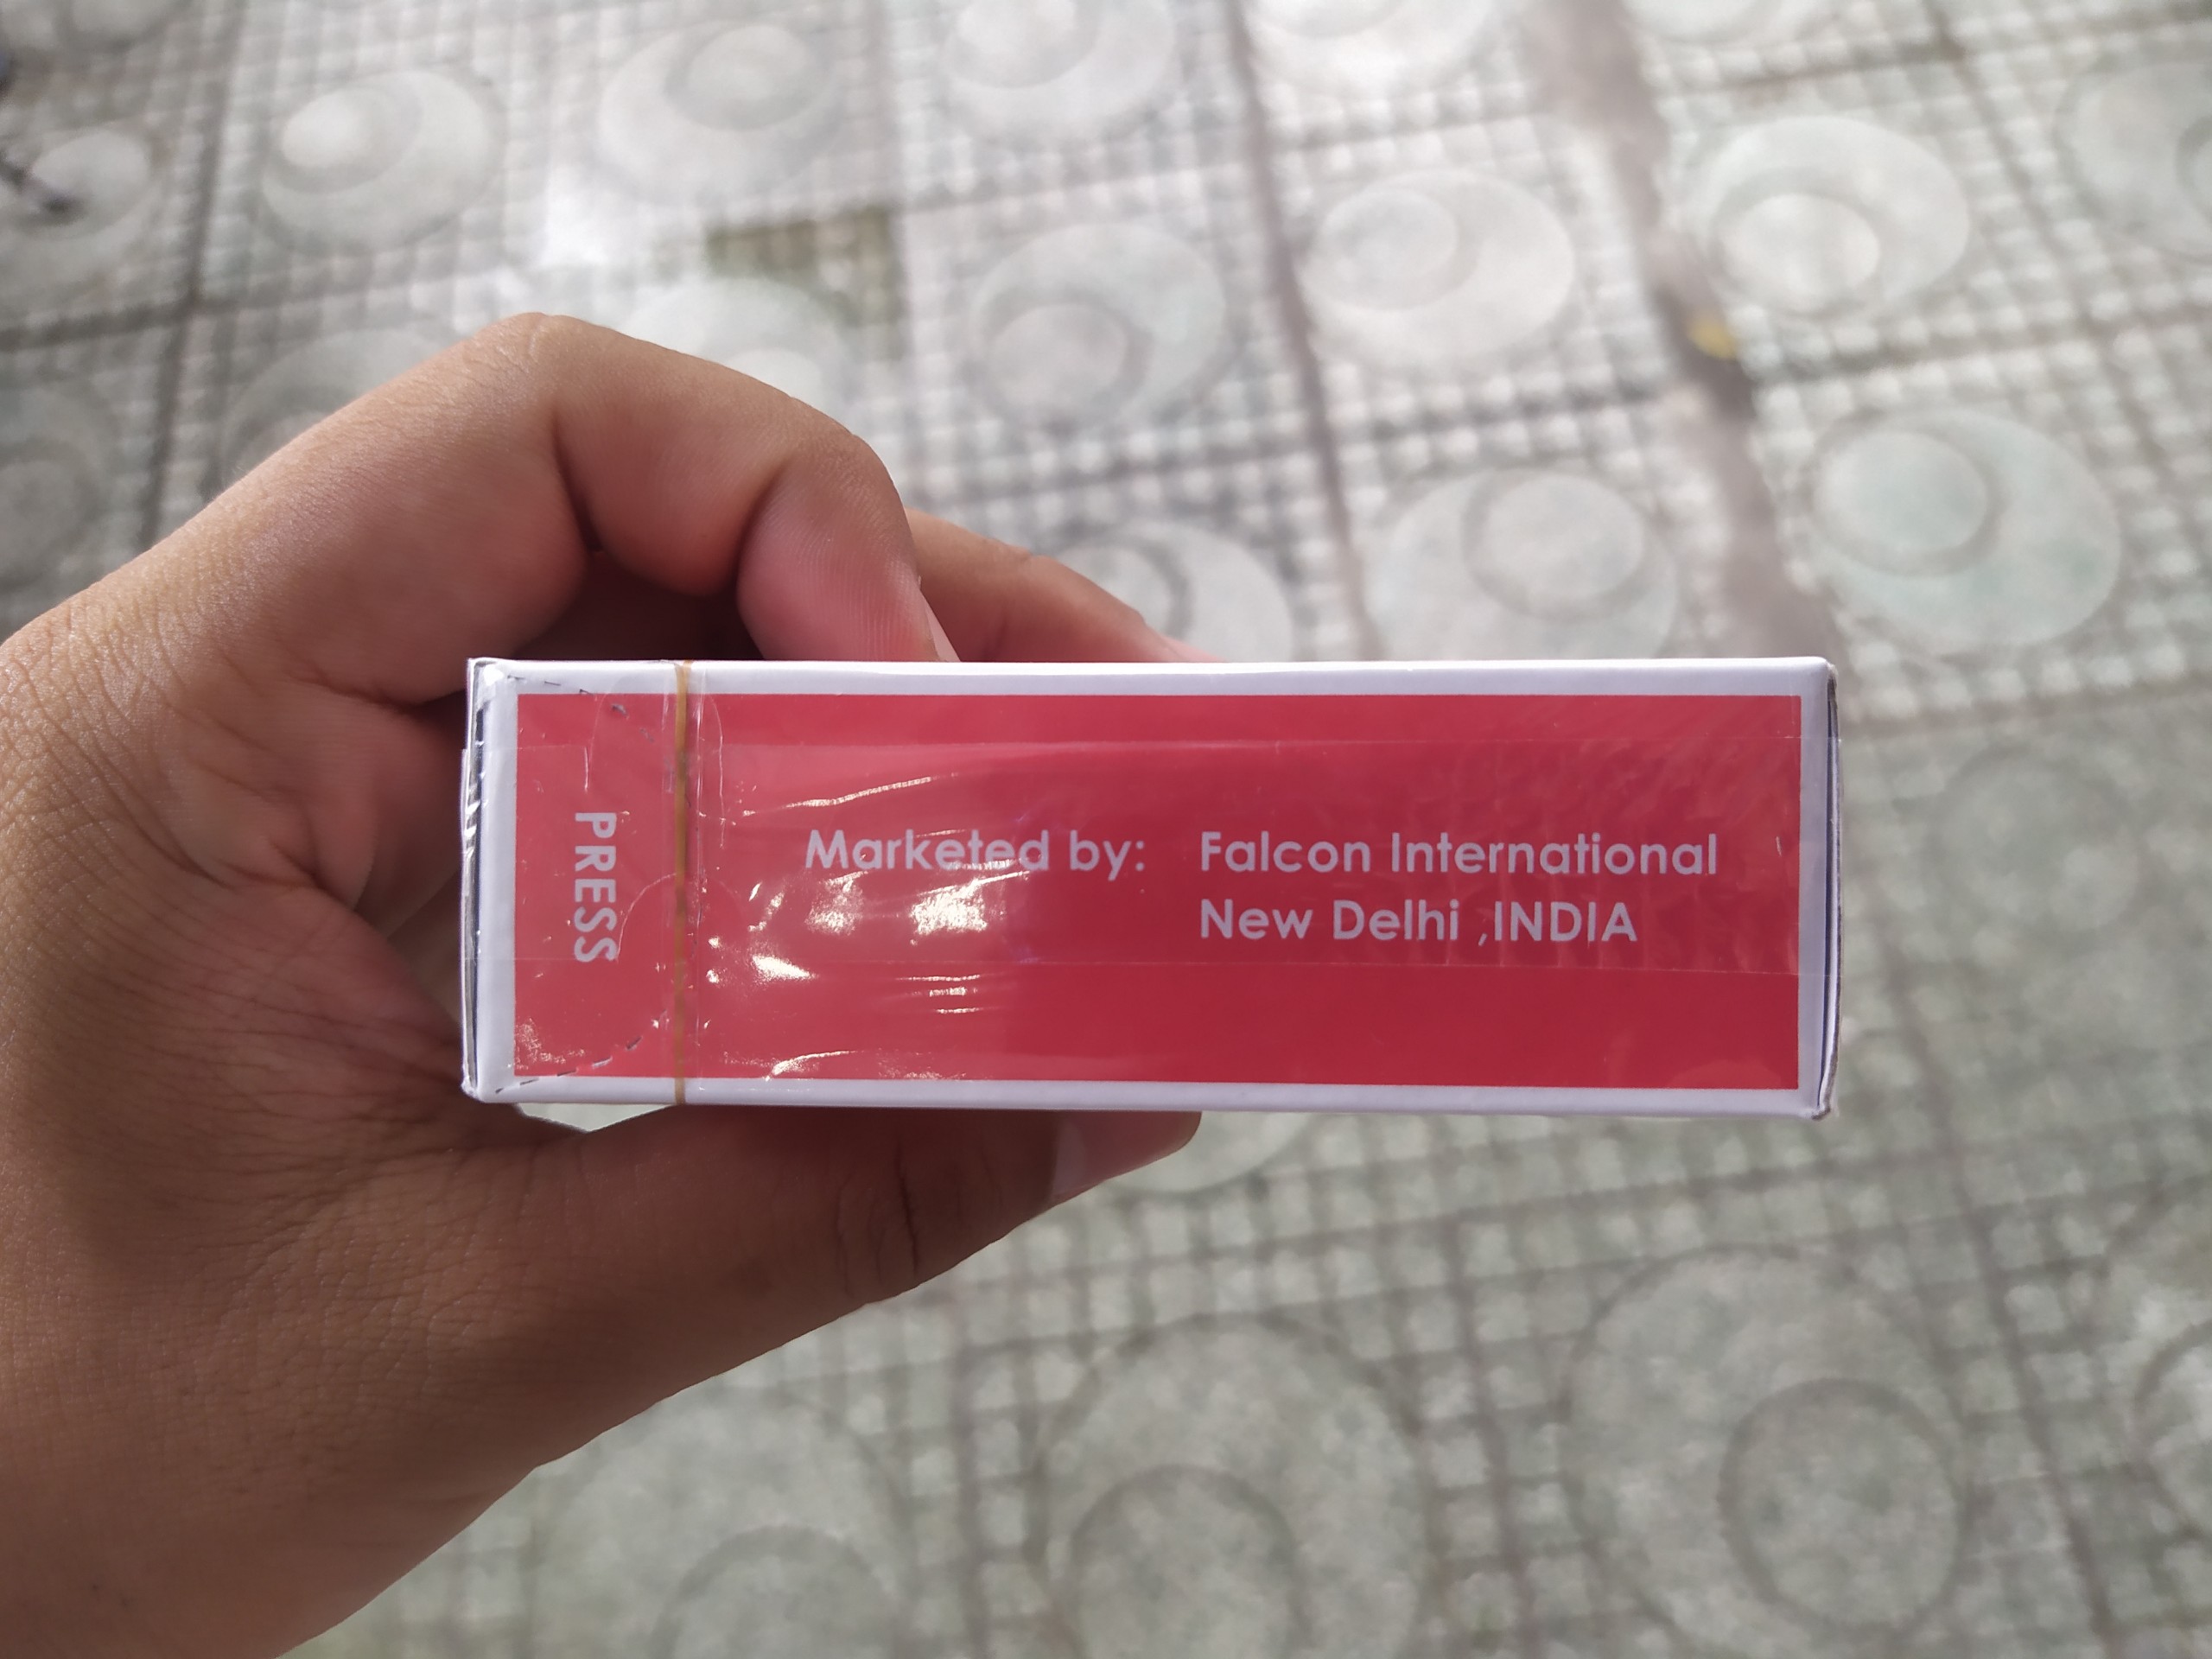 PRESS
Marketed by: Falcon International
New Delhi ,INDIA